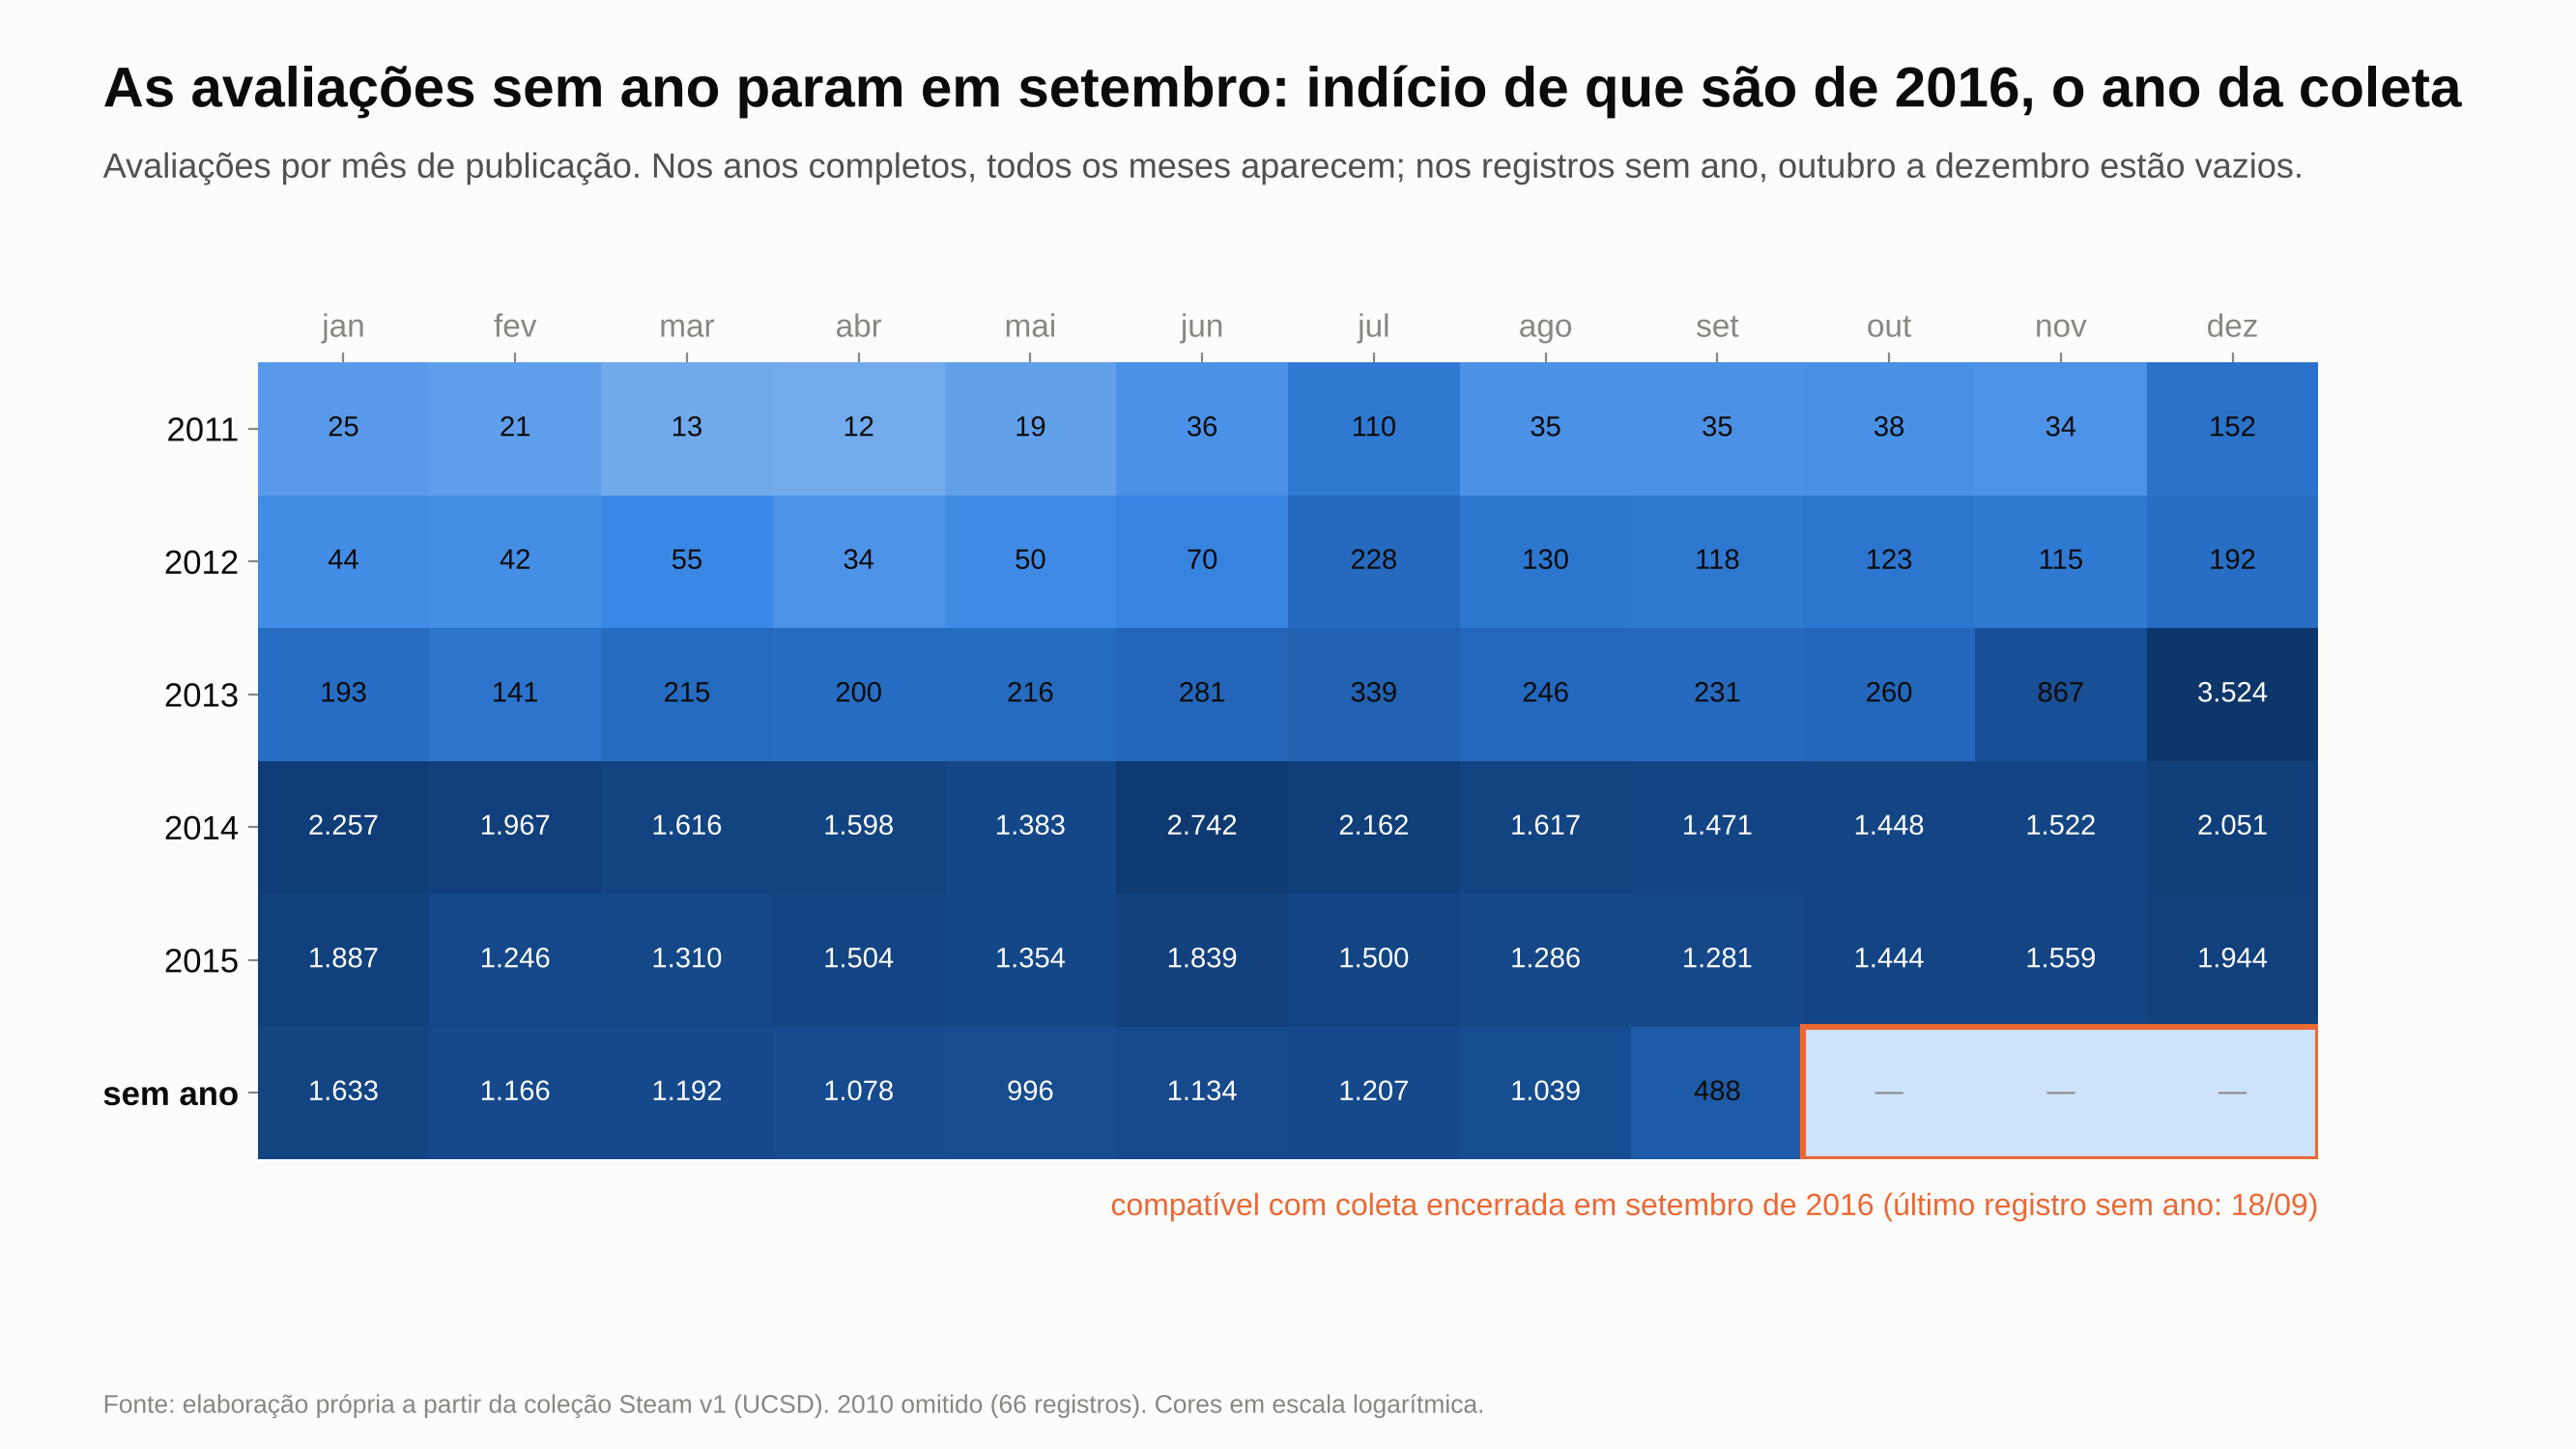 As avaliações sem ano param em setembro: indício de que são de 2016, o ano da coleta
Avaliações por mês de publicação. Nos anos completos, todos os meses aparecem; nos registros sem ano, outubro a dezembro estão vazios.
jan fev mar abr mai jun jul ago set out nov dez
2011 25 21 13 12 19 36 110 35 35 38 34 152
2012 44 42 55 34 50 70 228 130 118 123 115 192
2013 193 141 215 200 216 281 339 246 231 260 867 3.524
2014 2.257 1.967 1.616 1.598 1.383 2.742 2.162 1.617 1.471 1.448 1.522 2.051
2015 1.887 1.246 1.310 1.504 1.354 1.839 1.500 1.286 1.281 1.444 1.559 1.944
sem ano 1.633 1.166 1.192 1.078 996 1.134 1.207 1.039 488 — — —
compatível com coleta encerrada em setembro de 2016 (último registro sem ano: 18/09)
Fonte: elaboração própria a partir da coleção Steam v1 (UCSD). 2010 omitido (66 registros). Cores em escala logarítmica.